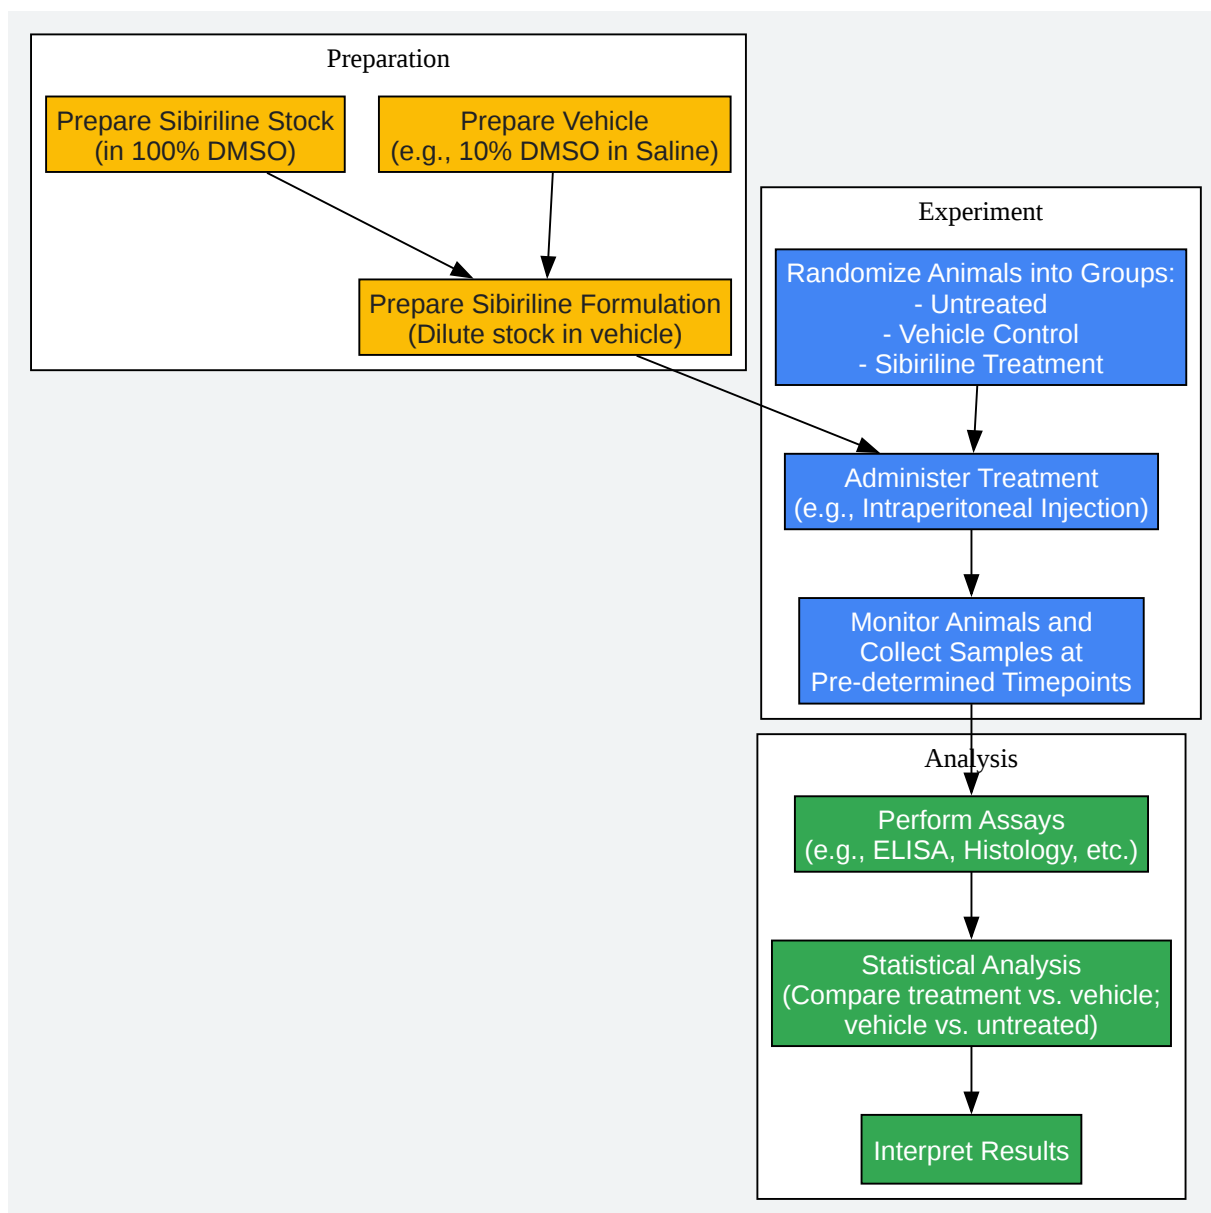 Preparation
Prepare Sibiriline Stock
(in 100% DMSO)
Prepare Vehicle
(e.g., 10% DMSO in Saline)
Prepare Sibiriline Formulation
(Dilute stock in vehicle)
Experiment
Randomize Animals into Groups:
- Untreated
- Vehicle Control
- Sibiriline Treatment
Administer Treatment
(e.g., Intraperitoneal Injection)
Monitor Animals and
Collect Samples at
Pre-determined Timepoints
Analysis
Perform Assays
(e.g., ELISA, Histology, etc.)
Statistical Analysis
(Compare treatment vs. vehicle;
vehicle vs. untreated)
Interpret Results